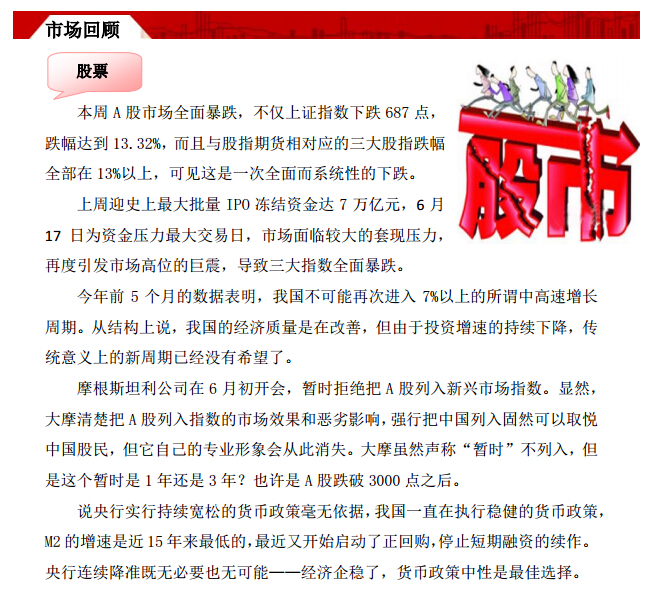 市场回顾
股票
本周 A 股市场全面暴跌，不仅上证指数下跌 687 点，
跌幅达到 13.32%，而且与股指期货相对应的三大股指跌幅
全部在 13%以上，可见这是一次全面而系统性的下跌。
上周迎史上最大批量 IPO 冻结资金达 7 万亿元，6 月
17 日为资金压力最大交易日，市场面临较大的套现压力，
再度引发市场高位的巨震，导致三大指数全面暴跌。
股市
今年前 5 个月的数据表明，我国不可能再次进入 7%以上的所谓中高速增长
周期。从结构上说，我国的经济质量是在改善，但由于投资增速的持续下降，传
统意义上的新周期已经没有希望了。
摩根斯坦利公司在 6 月初开会，暂时拒绝把 A 股列入新兴市场指数。显然，
大摩清楚把 A 股列入指数的市场效果和恶劣影响，强行把中国列入固然可以取悦
中国股民，但它自己的专业形象会从此消失。大摩虽然声称“暂时”不列入，但
是这个暂时是 1 年还是 3 年？也许是 A 股跌破 3000 点之后。
说央行实行持续宽松的货币政策毫无依据，我国一直在执行稳健的货币政策，
M2 的增速是近 15 年来最低的，最近又开始启动了正回购，停止短期融资的续作。
央行连续降准既无必要也无可能——经济企稳了，货币政策中性是最佳选择。